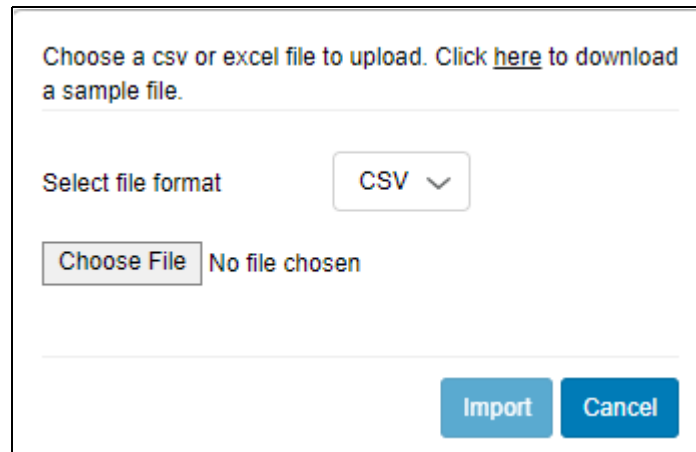 Choose a csv or excel file to upload. Click here to download
a sample file.
Select file format CSV
Choose File No file chosen
Import Cancel